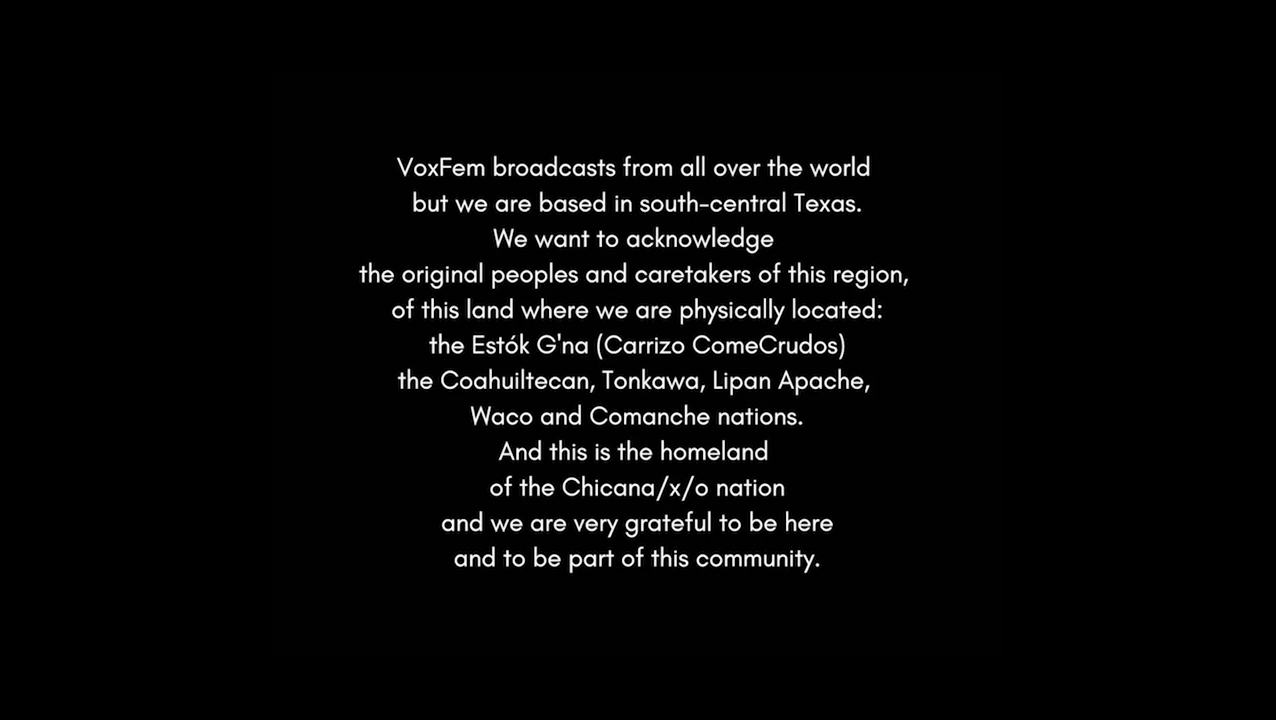 VoxFem broadcasts from all over the world
but we are based in south-central Texas.
We want to acknowledge
the original peoples and caretakers of this region,
of this land where we are physically located:
the Estók G'na (Carrizo ComeCrudos)
the Coahuiltecan, Tonkawa, Lipan Apache,
Waco and Comanche nations.
And this is the homeland
of the Chicana/x/o nation
and we are very grateful to be here
and to be part of this community.